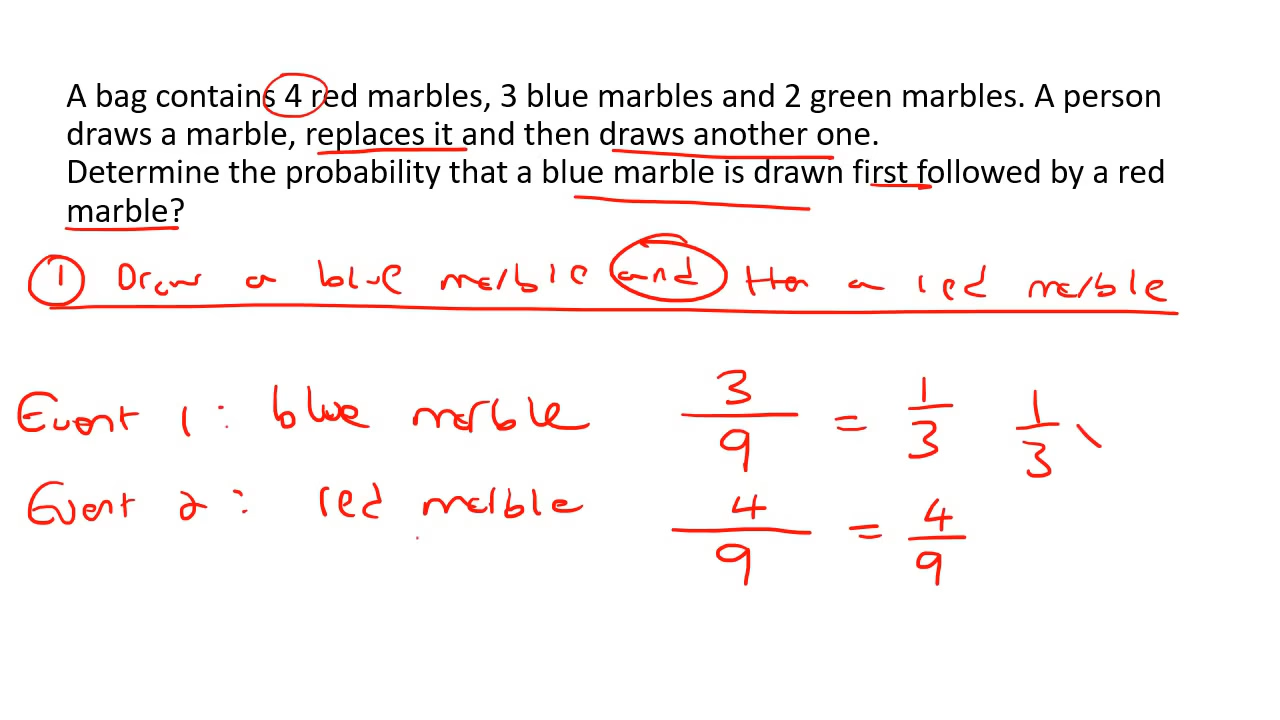 A bag contains 4 red marbles, 3 blue marbles and 2 green marbles. A person
draws a marble, replaces it and then draws another one.
Determine the probability that a blue marble is drawn first followed by a red
marble?
① Draw a blue marble and a red marble
Event 1: blue marble 3/9 = 1/3 1/3 \
Event 2: red marble 4/9 = 4/9